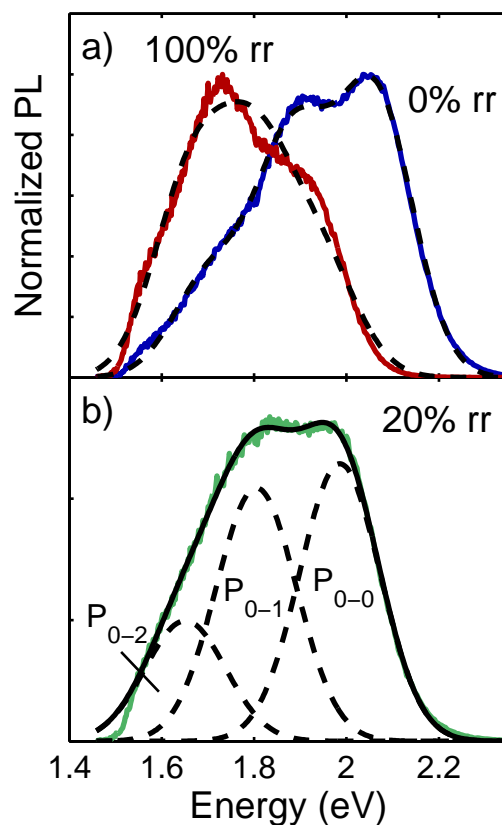 a)
100% rr
0% rr
Normalized PL
b)
20% rr
P0–2
P0–1
P0–0
1.4 1.6 1.8 2 2.2
Energy (eV)